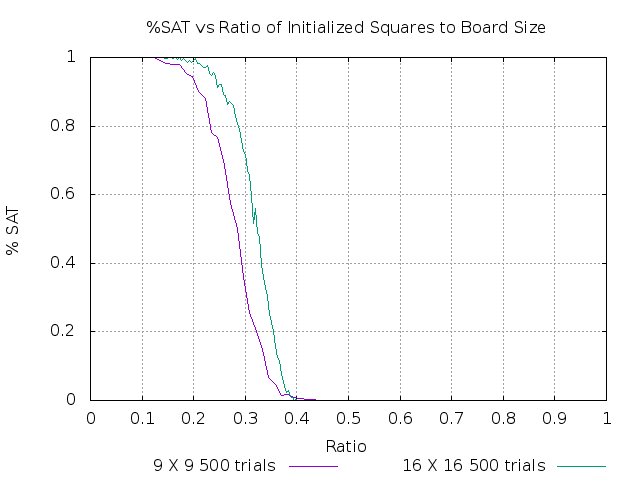 %SAT vs Ratio of Initialized Squares to Board Size
1
0.8
0.6
0.4
0.2
0
% SAT
0 0.1 0.2 0.3 0.4 0.5 0.6 0.7 0.8 0.9 1
Ratio
9 X 9 500 trials 16 X 16 500 trials